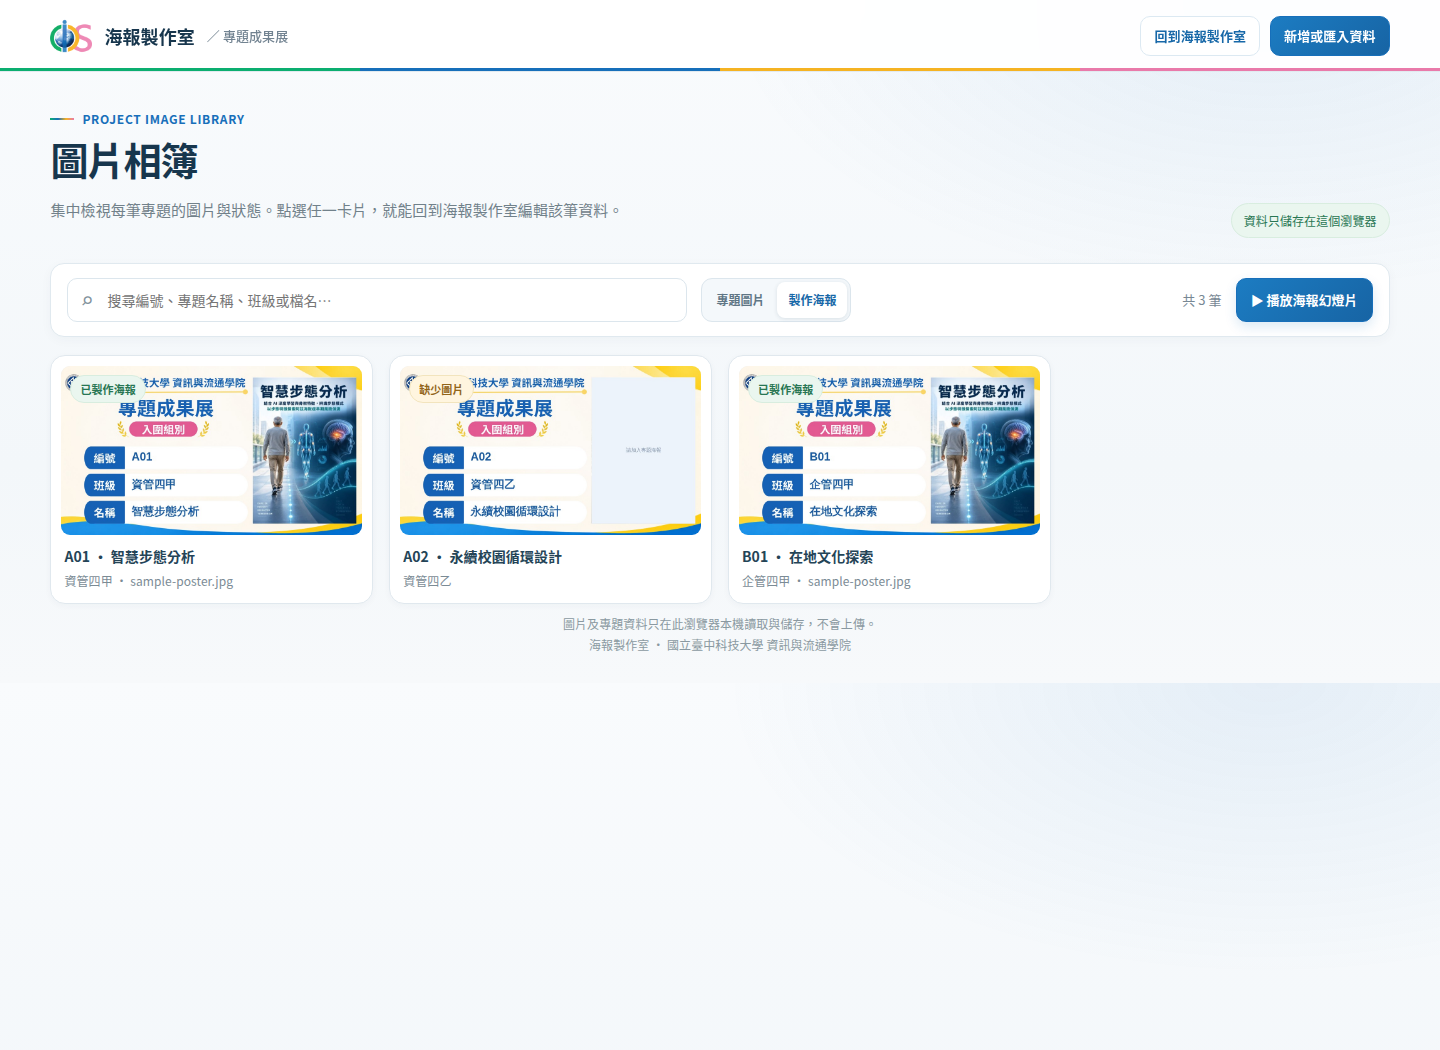 海報製作室 ／專題成果展
回到海報製作室
新增或匯入資料
PROJECT IMAGE LIBRARY
圖片相簿
集中檢視每筆專題的圖片與狀態。點選任一卡片，就能回到海報製作室編輯該筆資料。
資料只儲存在這個瀏覽器
搜尋編號、專題名稱、班級或檔名…
專題圖片
製作海報
共 3 筆
▶ 播放海報幻燈片
已製作海報
技大學 資訊與流通學院
專題成果展
入圍組別
編號 A01
班級 資管四甲
名稱 智慧步態分析
智慧步態分析
A01 · 智慧步態分析
資管四甲 · sample-poster.jpg
缺少圖片
科技大學 資訊與流通學院
專題成果展
入圍組別
編號 A02
班級 資管四乙
名稱 永續校園循環設計
A02 · 永續校園循環設計
資管四乙
已製作海報
技大學 資訊與流通學院
專題成果展
入圍組別
編號 B01
班級 企管四甲
名稱 在地文化探索
智慧步態分析
B01 · 在地文化探索
企管四甲 · sample-poster.jpg
圖片及專題資料只在此瀏覽器本機讀取與儲存，不會上傳。
海報製作室 · 國立臺中科技大學 資訊與流通學院